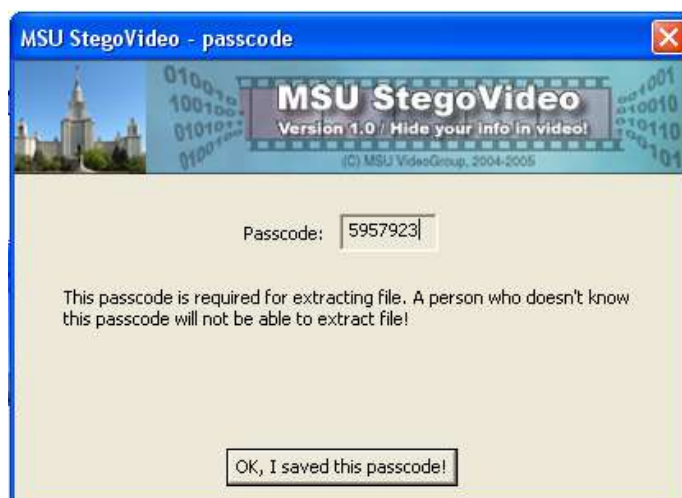 MSU StegoVideo - passcode
MSU StegoVideo
Version 1.0 / Hide your info in video!
(C) MSU VideoGroup, 2004-2005
Passcode: 5957923
This passcode is required for extracting file. A person who doesn't know
this passcode will not be able to extract file!
OK, I saved this passcode!